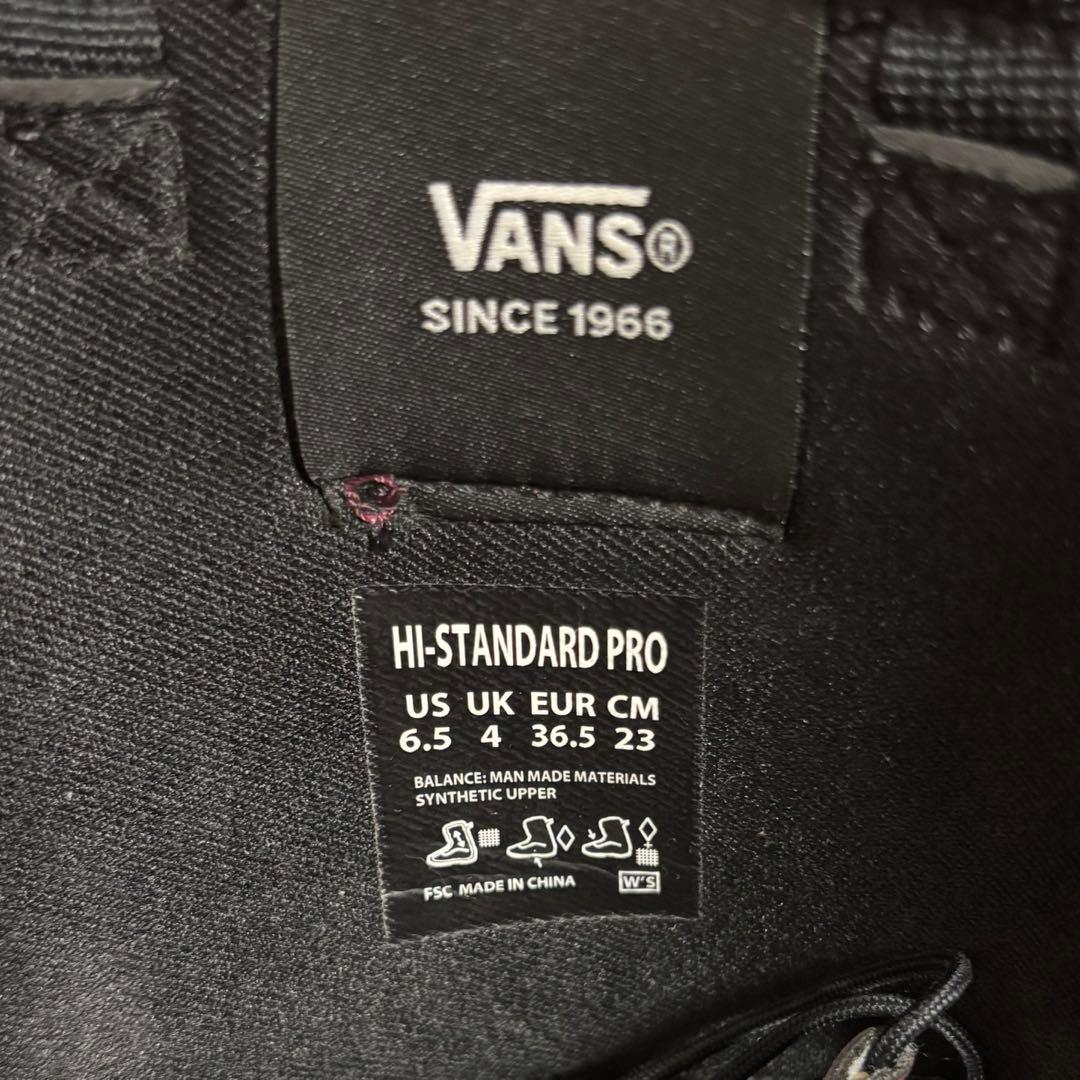 VANS®
SINCE 1966
HI-STANDARD PRO
US UK EUR CM
6.5 4 36.5 23
BALANCE: MAN MADE MATERIALS
SYNTHETIC UPPER
FSC MADE IN CHINA W'S